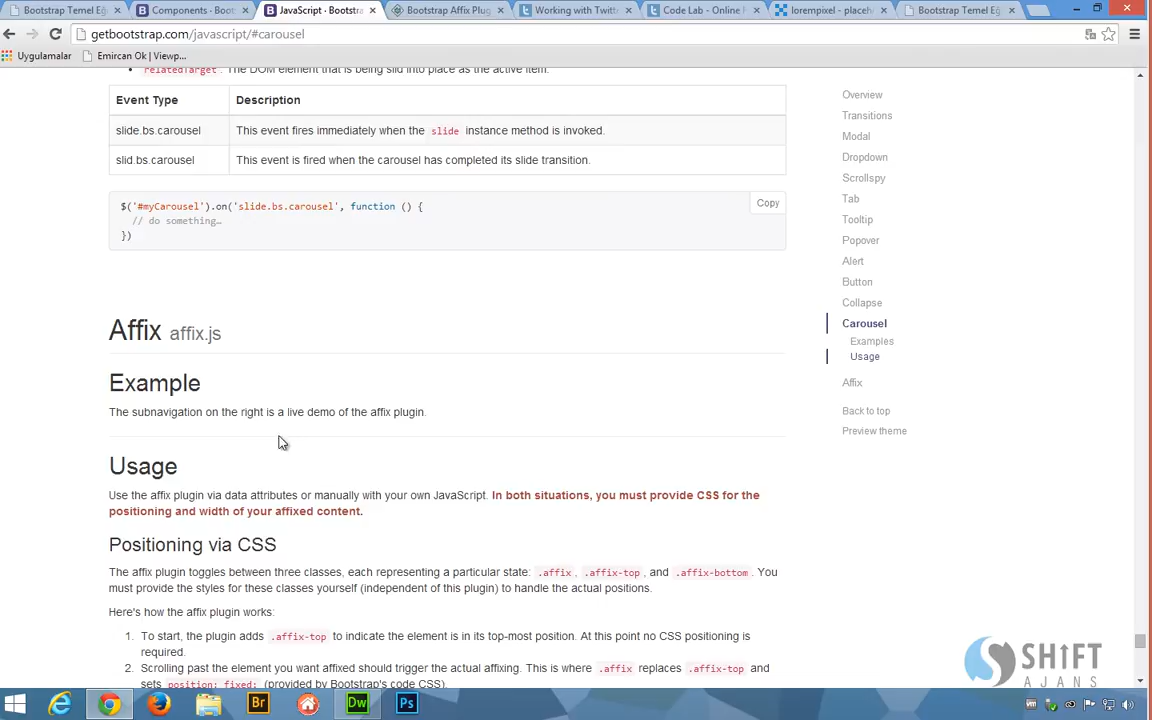 Bootstrap Temel Eğ
Components · Boots
JavaScript · Bootstra
Bootstrap Affix Plug
Working with Twitt
Code Lab - Online P
lorempixel - placeh
Bootstrap Temel Eğ
getbootstrap.com/javascript/#carousel
Uygulamalar
Emircan Ok | Viewp...
relatedTarget: The DOM element that is being slid into place as the active item.
Event Type Description
slide.bs.carousel This event fires immediately when the slide instance method is invoked.
slid.bs.carousel This event is fired when the carousel has completed its slide transition.
Copy
$('#myCarousel').on('slide.bs.carousel', function () {
// do something…
})
Affix affix.js
Example
The subnavigation on the right is a live demo of the affix plugin.
Usage
Use the affix plugin via data attributes or manually with your own JavaScript. In both situations, you must provide CSS for the
positioning and width of your affixed content.
Positioning via CSS
The affix plugin toggles between three classes, each representing a particular state: .affix, .affix-top, and .affix-bottom. You
must provide the styles for these classes yourself (independent of this plugin) to handle the actual positions.
Here's how the affix plugin works:
1. To start, the plugin adds .affix-top to indicate the element is in its top-most position. At this point no CSS positioning is
required.
2. Scrolling past the element you want affixed should trigger the actual affixing. This is where .affix replaces .affix-top and
sets position: fixed; (provided by Bootstrap's code CSS).
Overview
Transitions
Modal
Dropdown
Scrollspy
Tab
Tooltip
Popover
Alert
Button
Collapse
Carousel
Examples
Usage
Affix
Back to top
Preview theme
SHIFT
AJANS
Br
Dw
Ps